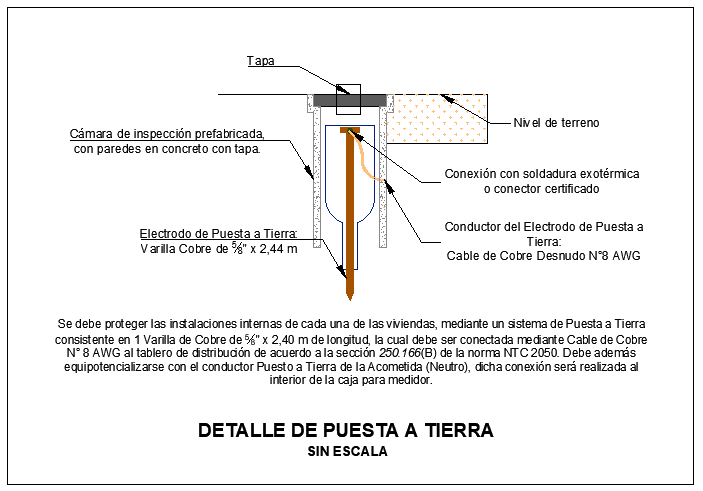 Tapa
Nivel de terreno
Cámara de inspección prefabricada,
con paredes en concreto con tapa.
Conexión con soldadura exotérmica
o conector certificado
Electrodo de Puesta a Tierra:
Varilla Cobre de 5/8" x 2,44 m
Conductor del Electrodo de Puesta a
Tierra:
Cable de Cobre Desnudo N°8 AWG
Se debe proteger las instalaciones internas de cada una de las viviendas, mediante un sistema de Puesta a Tierra
consistente en 1 Varilla de Cobre de 5/8" x 2,40 m de longitud, la cual debe ser conectada mediante Cable de Cobre
N° 8 AWG al tablero de distribución de acuerdo a la sección 250.166(B) de la norma NTC 2050. Debe además
equipotencializarse con el conductor Puesto a Tierra de la Acometida (Neutro), dicha conexión será realizada al
interior de la caja para medidor.
DETALLE DE PUESTA A TIERRA
SIN ESCALA